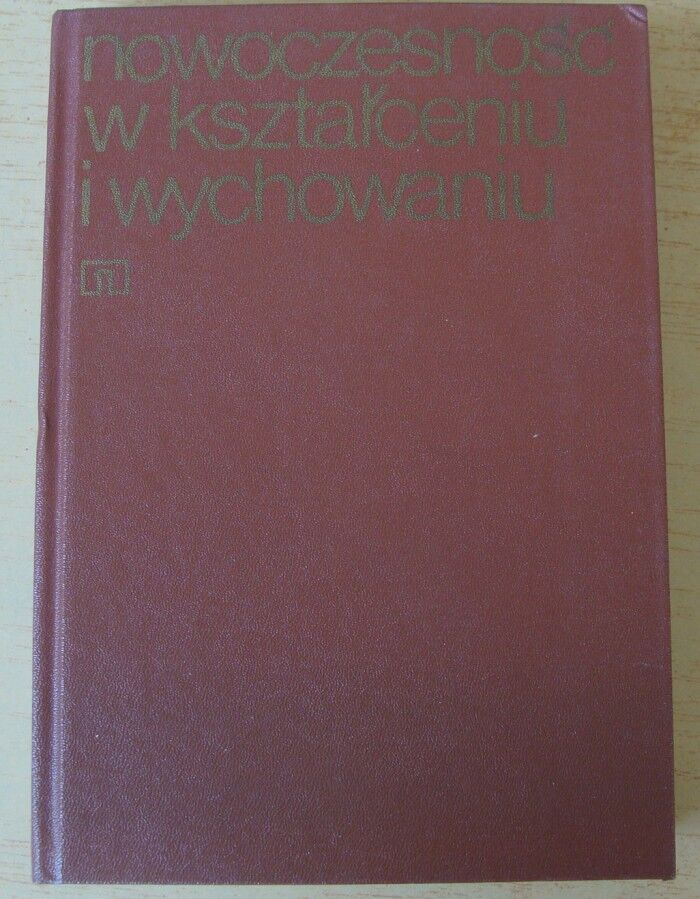 nowoczesność
w kształceniu
i wychowaniu